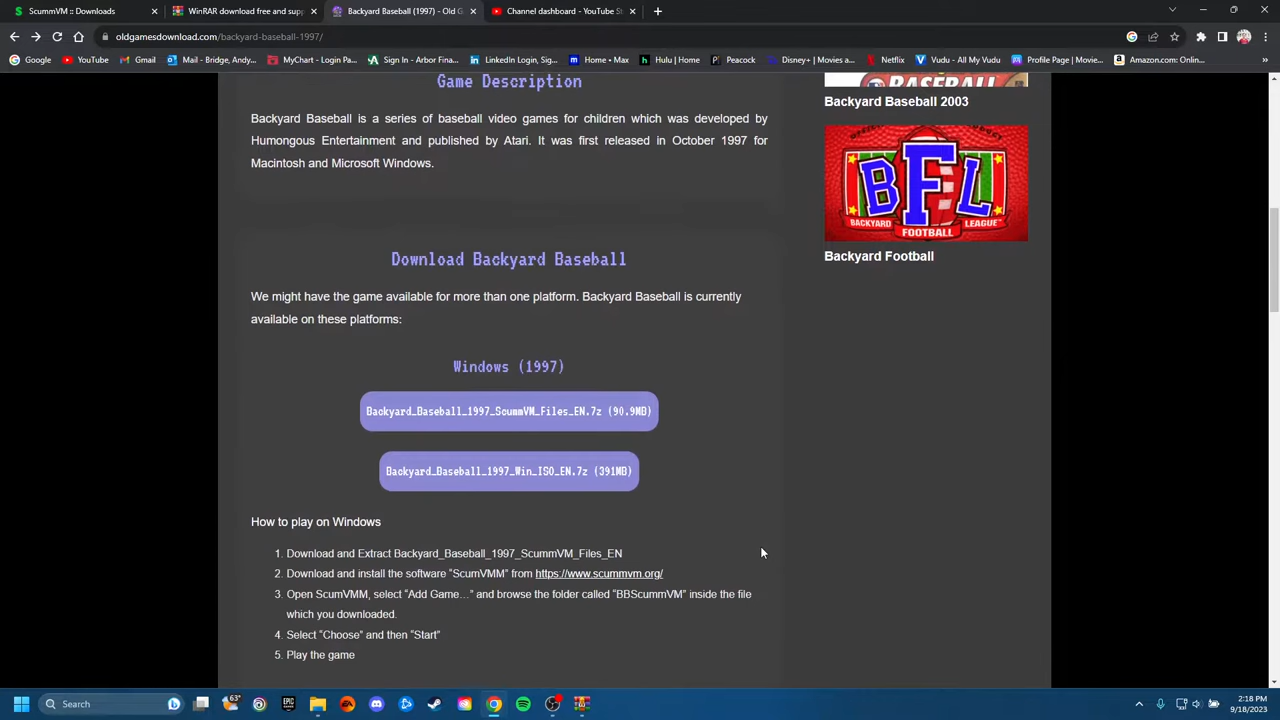 ScummVM :: Downloads
WinRAR download free and supp
Backyard Baseball (1997) - Old G
Channel dashboard - YouTube St
oldgamesdownload.com/backyard-baseball-1997/
Google
YouTube
Gmail
Mail - Bridge, Andy...
MyChart - Login Pa...
Sign In - Arbor Finan...
LinkedIn Login, Sig...
Home • Max
Hulu | Home
Peacock
Disney+ | Movies a...
Netflix
Vudu - All My Vudu
Profile Page | Movie...
Amazon.com: Onlin...
Game Description
Backyard Baseball is a series of baseball video games for children which was developed by
Humongous Entertainment and published by Atari. It was first released in October 1997 for
Macintosh and Microsoft Windows.
BASEBALL
Backyard Baseball 2003
BFL
BACKYARD
LEAGUE
FOOTBALL
Backyard Football
Download Backyard Baseball
We might have the game available for more than one platform. Backyard Baseball is currently
available on these platforms:
Windows (1997)
Backyard_Baseball_1997_ScummVM_Files_EN.7z (90.9MB)
Backyard_Baseball_1997_Win_ISO_EN.7z (391MB)
How to play on Windows
1. Download and Extract Backyard_Baseball_1997_ScummVM_Files_EN
2. Download and install the software “ScumVMM” from https://www.scummvm.org/
3. Open ScumVMM, select “Add Game…” and browse the folder called “BBScummVM” inside the file
which you downloaded.
4. Select “Choose” and then “Start”
5. Play the game
Search
63°
2:18 PM
9/18/2023